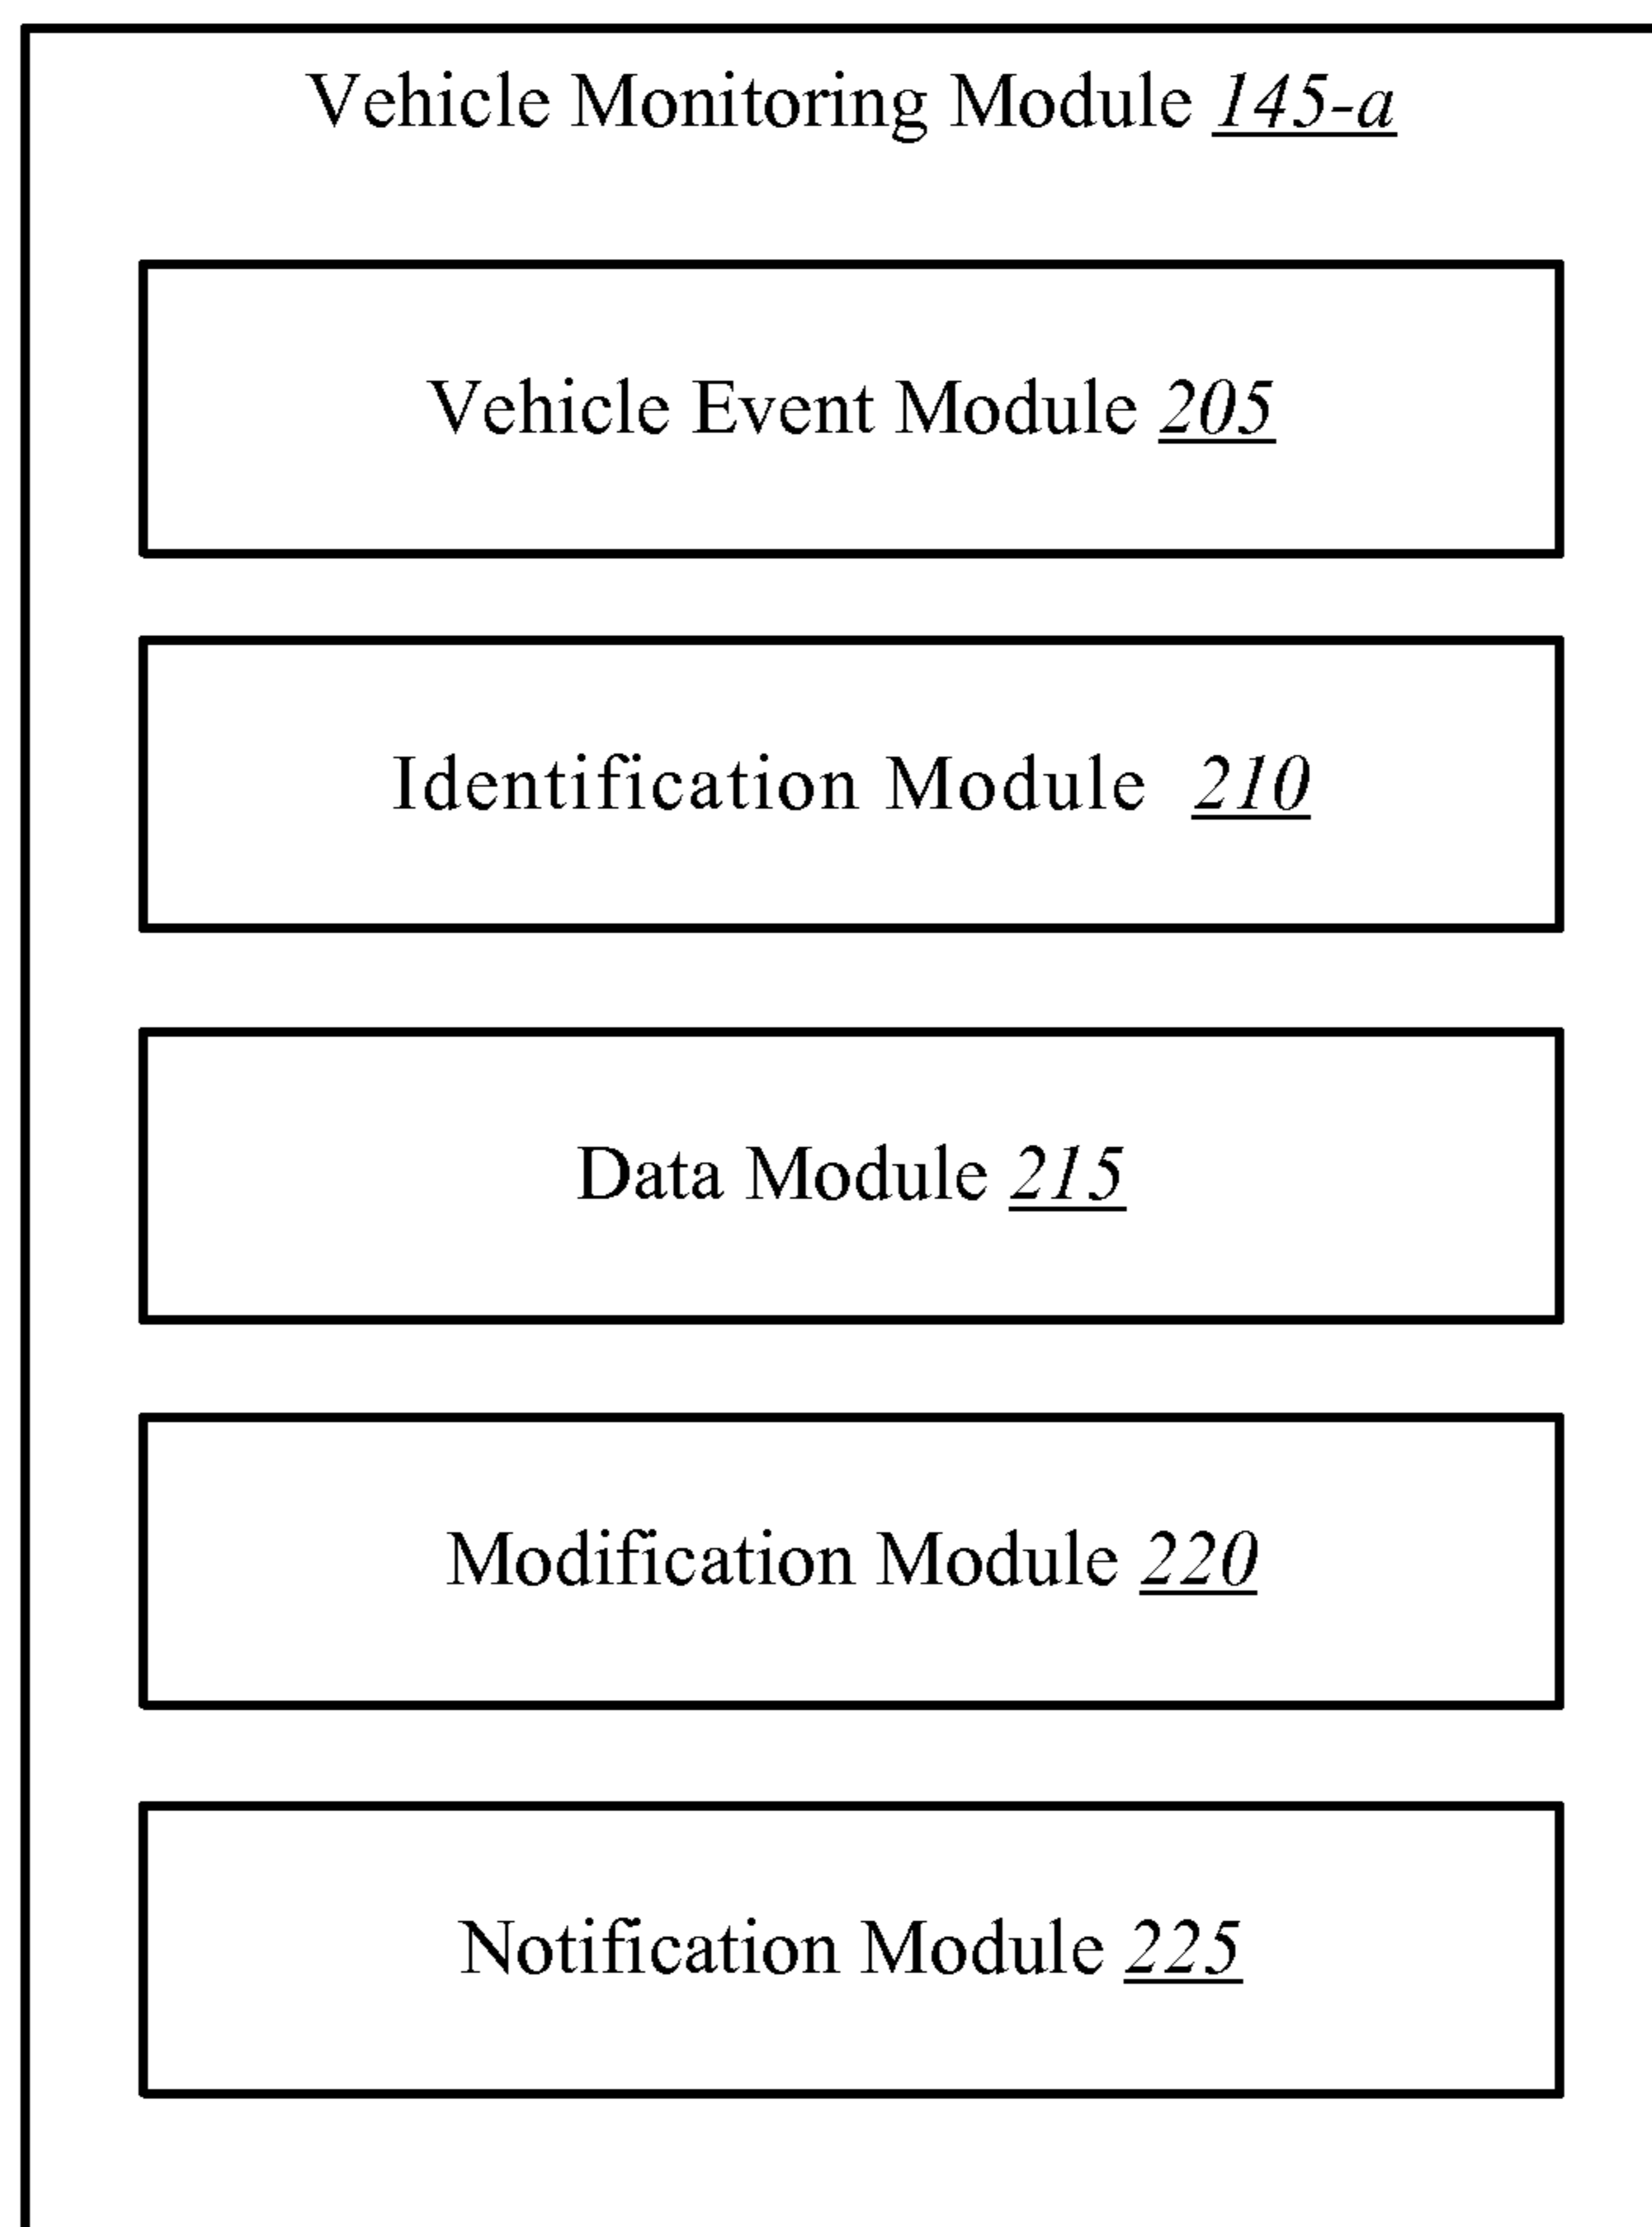 Vehicle Monitoring Module 145-a
Vehicle Event Module 205
Identification Module 210
Data Module 215
Modification Module 220
Notification Module 225